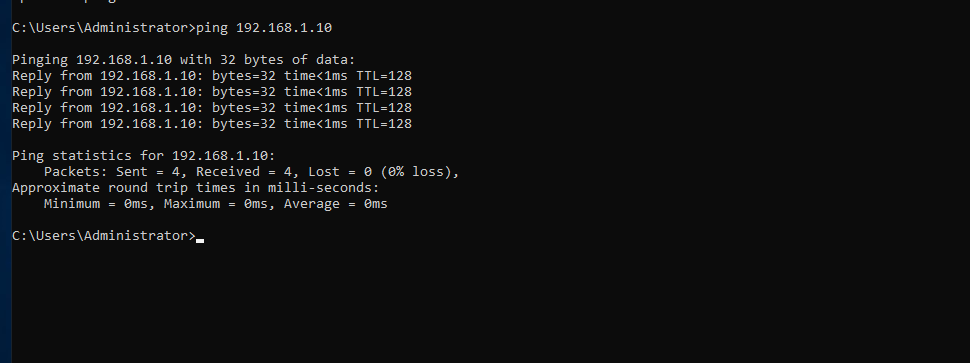 C:\Users\Administrator>ping 192.168.1.10
Pinging 192.168.1.10 with 32 bytes of data:
Reply from 192.168.1.10: bytes=32 time<1ms TTL=128
Reply from 192.168.1.10: bytes=32 time<1ms TTL=128
Reply from 192.168.1.10: bytes=32 time<1ms TTL=128
Reply from 192.168.1.10: bytes=32 time<1ms TTL=128
Ping statistics for 192.168.1.10:
    Packets: Sent = 4, Received = 4, Lost = 0 (0% loss),
Approximate round trip times in milli-seconds:
    Minimum = 0ms, Maximum = 0ms, Average = 0ms
C:\Users\Administrator>